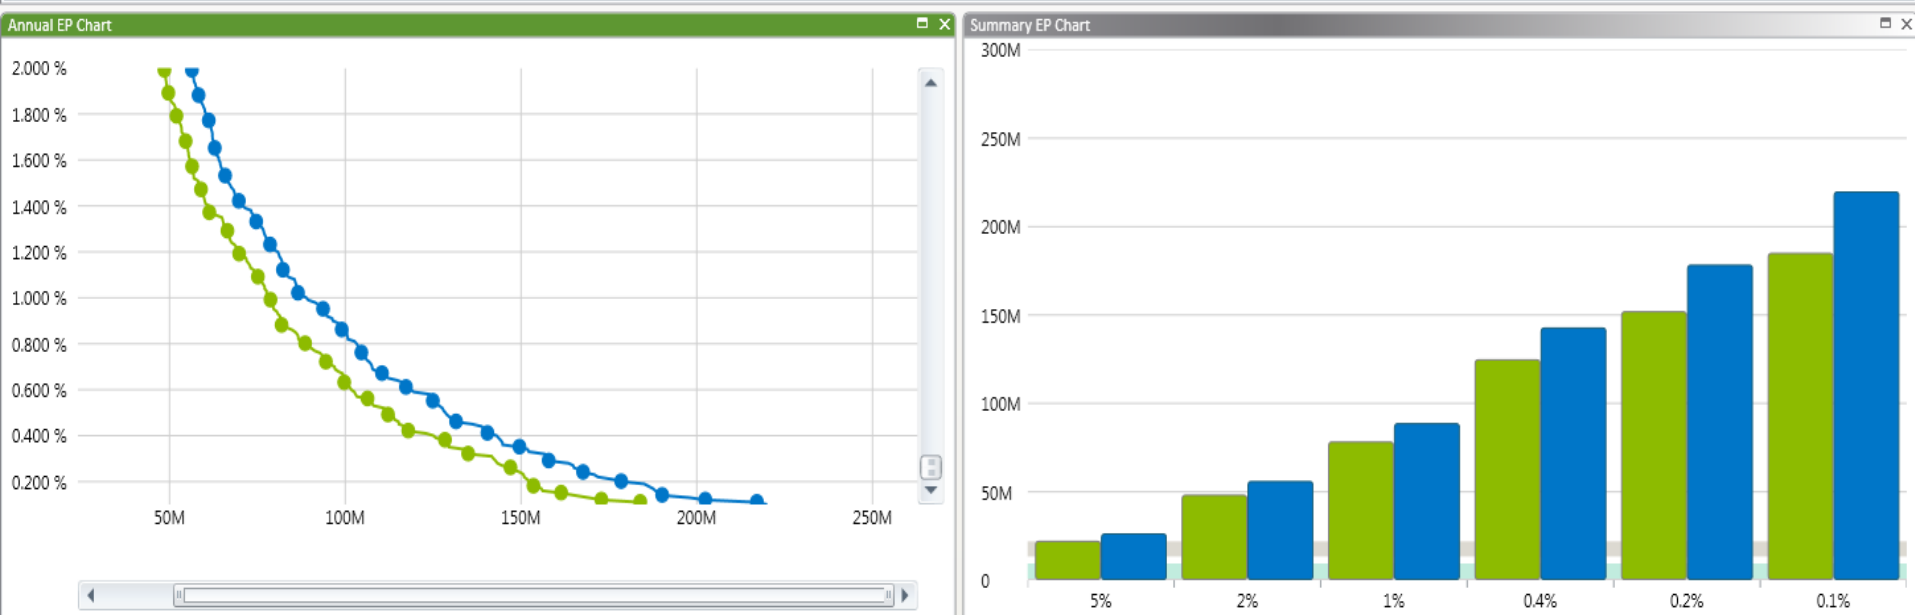 Annual EP Chart
2.000 %
1.800 %
1.600 %
1.400 %
1.200 %
1.000 %
0.800 %
0.600 %
0.400 %
0.200 %
50M 100M 150M 200M 250M
Summary EP Chart
300M
250M
200M
150M
100M
50M
0
5% 2% 1% 0.4% 0.2% 0.1%